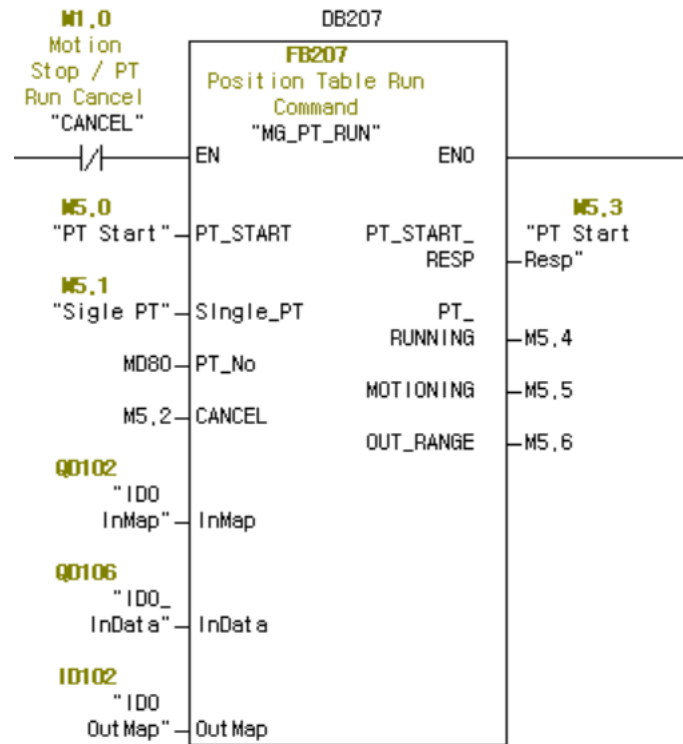 M1.0 DB207
Motion FB207
Stop / PT Position Table Run
Run Cancel Command
"CANCEL" "MG_PT_RUN"
EN ENO
M5.0 M5.3
"PT Start" PT_START PT_START_ "PT Start
RESP Resp"
M5.1
"Sigle PT" SIngle_PT PT_
RUNNING M5.4
MD80 PT_No
MOTIONING M5.5
M5.2 CANCEL
OUT_RANGE M5.6
QD102
"ID0
InMap" InMap
QD106
"ID0_
InData" InData
ID102
"ID0
OutMap" OutMap